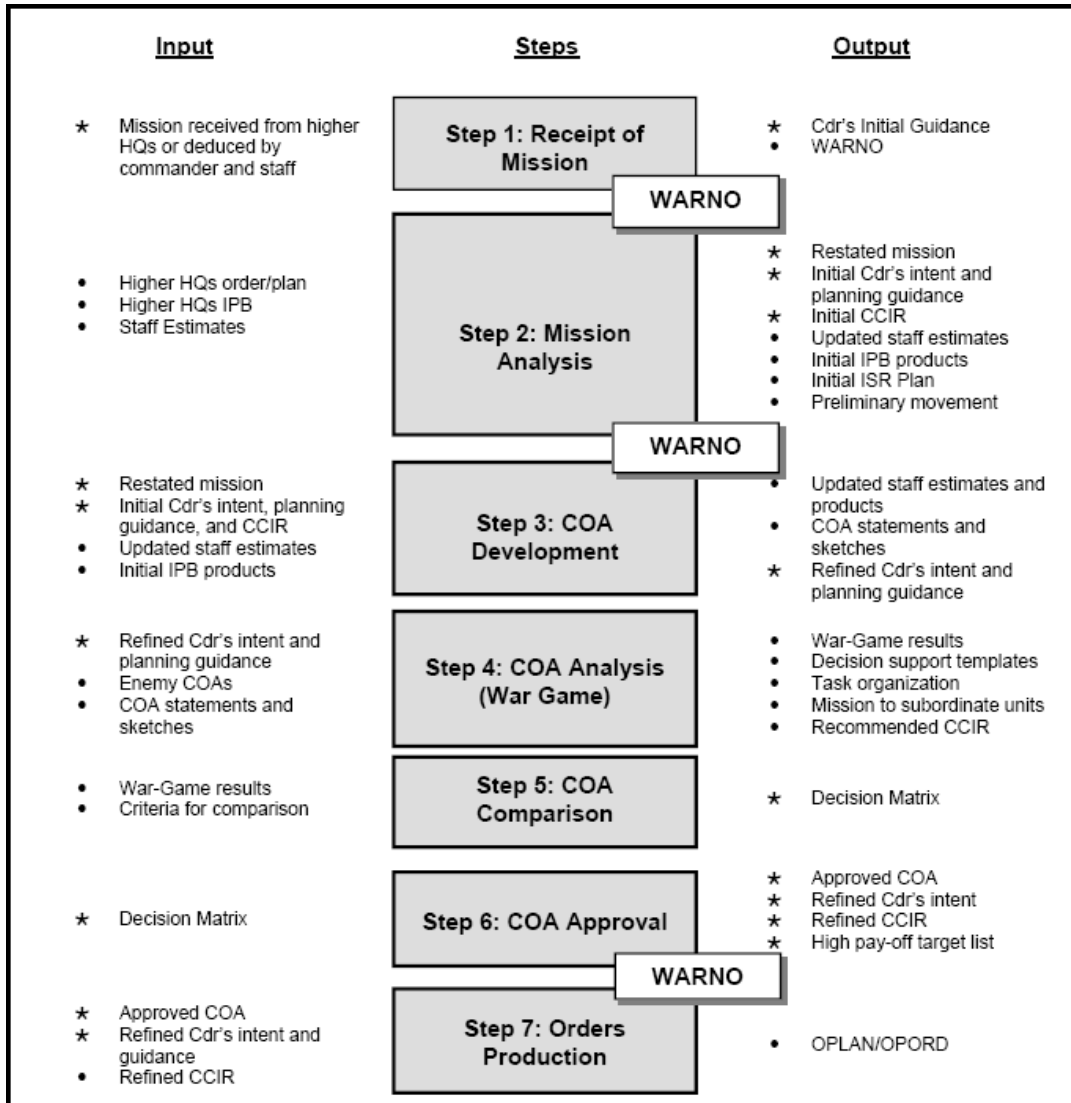 Input
Steps
Output
★ Mission received from higher
HQs or deduced by
commander and staff
Step 1: Receipt of
Mission
★ Cdr's Initial Guidance
• WARNO
WARNO
• Higher HQs order/plan
• Higher HQs IPB
• Staff Estimates
Step 2: Mission
Analysis
★ Restated mission
★ Initial Cdr's intent and
planning guidance
★ Initial CCIR
• Updated staff estimates
• Initial IPB products
• Initial ISR Plan
• Preliminary movement
WARNO
★ Restated mission
★ Initial Cdr's intent, planning
guidance, and CCIR
• Updated staff estimates
• Initial IPB products
Step 3: COA
Development
• Updated staff estimates and
products
• COA statements and
sketches
★ Refined Cdr's intent and
planning guidance
★ Refined Cdr's intent and
planning guidance
• Enemy COAs
• COA statements and
sketches
Step 4: COA Analysis
(War Game)
• War-Game results
• Decision support templates
• Task organization
• Mission to subordinate units
• Recommended CCIR
• War-Game results
• Criteria for comparison
Step 5: COA
Comparison
★ Decision Matrix
★ Decision Matrix
Step 6: COA Approval
★ Approved COA
★ Refined Cdr's intent
★ Refined CCIR
★ High pay-off target list
WARNO
★ Approved COA
★ Refined Cdr's intent and
guidance
• Refined CCIR
Step 7: Orders
Production
• OPLAN/OPORD